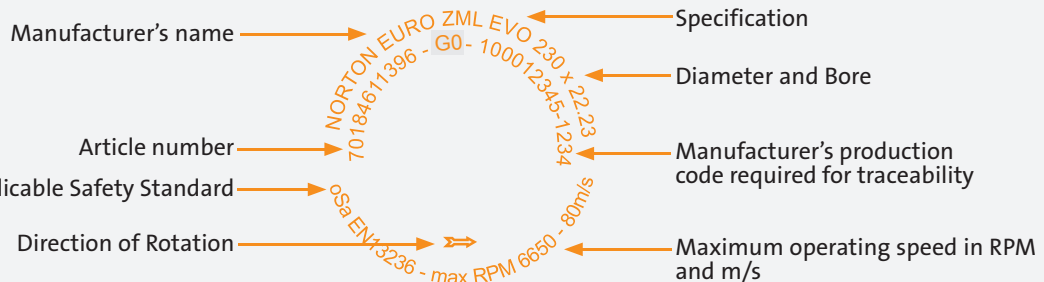 Manufacturer's name
Specification
NORTON EURO ZML EVO 230 x 22.23
70184611396 - G0 - 100012345-1234
Diameter and Bore
Article number
Manufacturer's production
code required for traceability
licable Safety Standard
oSa EN13236 - max RPM 6650 - 80m/s
Direction of Rotation
Maximum operating speed in RPM
and m/s